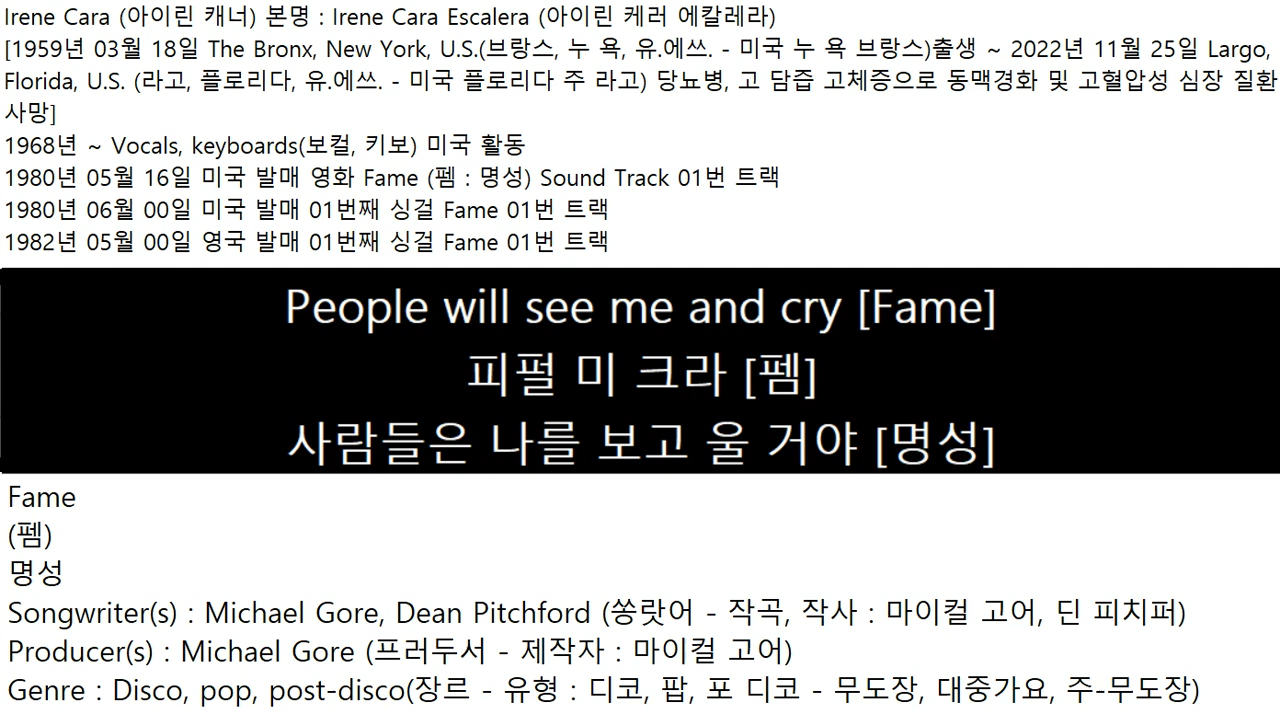 Irene Cara (아이린 캐너) 본명 : Irene Cara Escalera (아이린 케러 에칼레라)
[1959년 03월 18일 The Bronx, New York, U.S.(브랑스, 누 욕, 유.에쓰. - 미국 누 욕 브랑스)출생 ~ 2022년 11월 25일 Largo,
Florida, U.S. (라고, 플로리다, 유.에쓰. - 미국 플로리다 주 라고) 당뇨병, 고 담즙 고체증으로 동맥경화 및 고혈압성 심장 질환
사망]
1968년 ~ Vocals, keyboards(보컬, 키보) 미국 활동
1980년 05월 16일 미국 발매 영화 Fame (펨 : 명성) Sound Track 01번 트랙
1980년 06월 00일 미국 발매 01번째 싱걸 Fame 01번 트랙
1982년 05월 00일 영국 발매 01번째 싱걸 Fame 01번 트랙
People will see me and cry [Fame]
피펄 미 크라 [펨]
사람들은 나를 보고 울 거야 [명성]
Fame
(펨)
명성
Songwriter(s) : Michael Gore, Dean Pitchford (쏭랏어 - 작곡, 작사 : 마이컬 고어, 딘 피치퍼)
Producer(s) : Michael Gore (프러두서 - 제작자 : 마이컬 고어)
Genre : Disco, pop, post-disco(장르 - 유형 : 디코, 팝, 포 디코 - 무도장, 대중가요, 주-무도장)